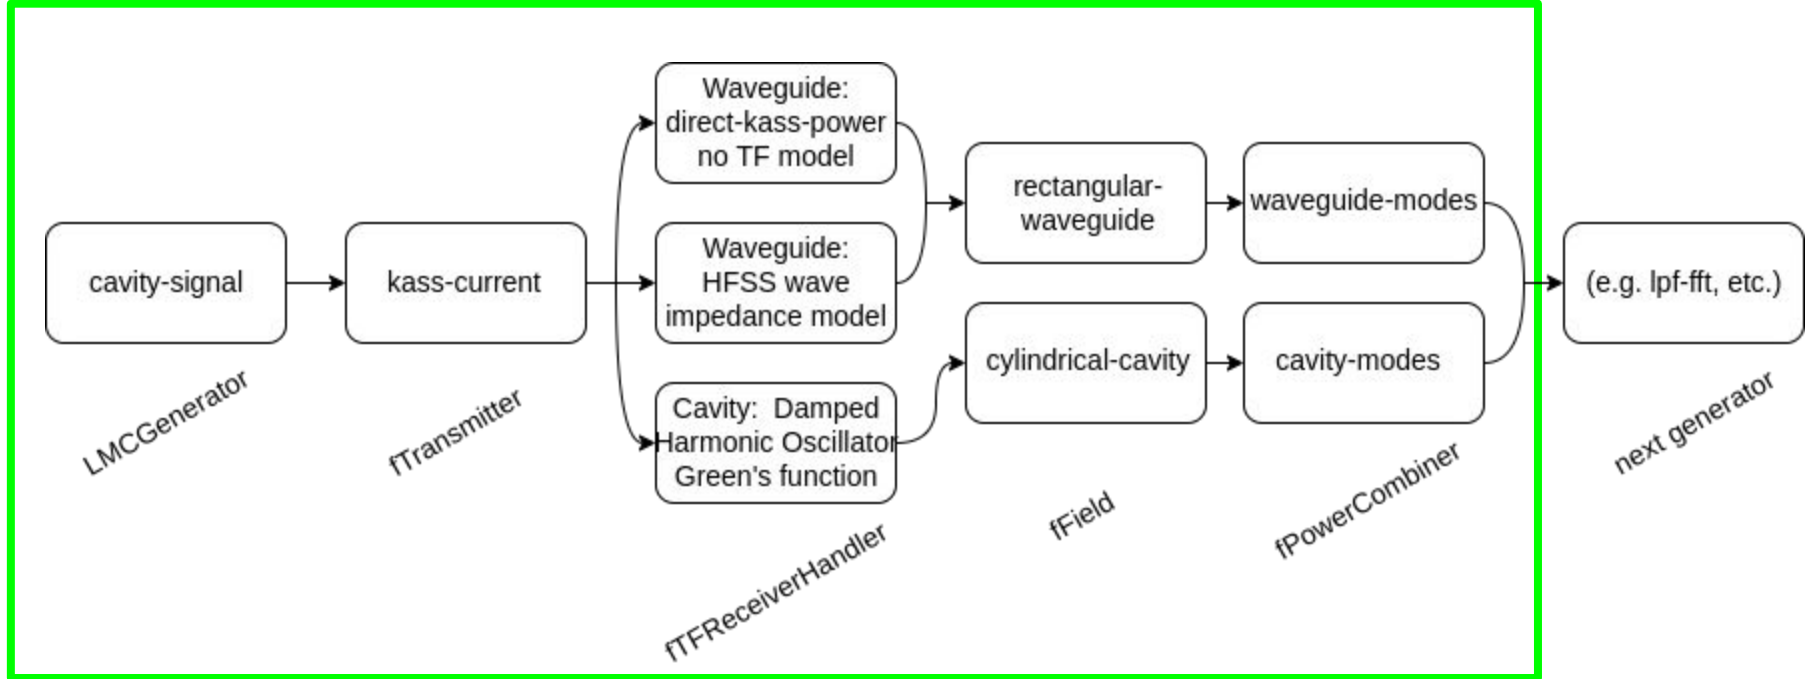 cavity-signal
kass-current
Waveguide:
direct-kass-power
no TF model
Waveguide:
HFSS wave
impedance model
Cavity:  Damped
Harmonic Oscillator
Green's function
rectangular-
waveguide
waveguide-modes
cylindrical-cavity
cavity-modes
(e.g. lpf-fft, etc.)
LMCGenerator
fTransmitter
fTFReceiverHandler
fField
fPowerCombiner
next generator